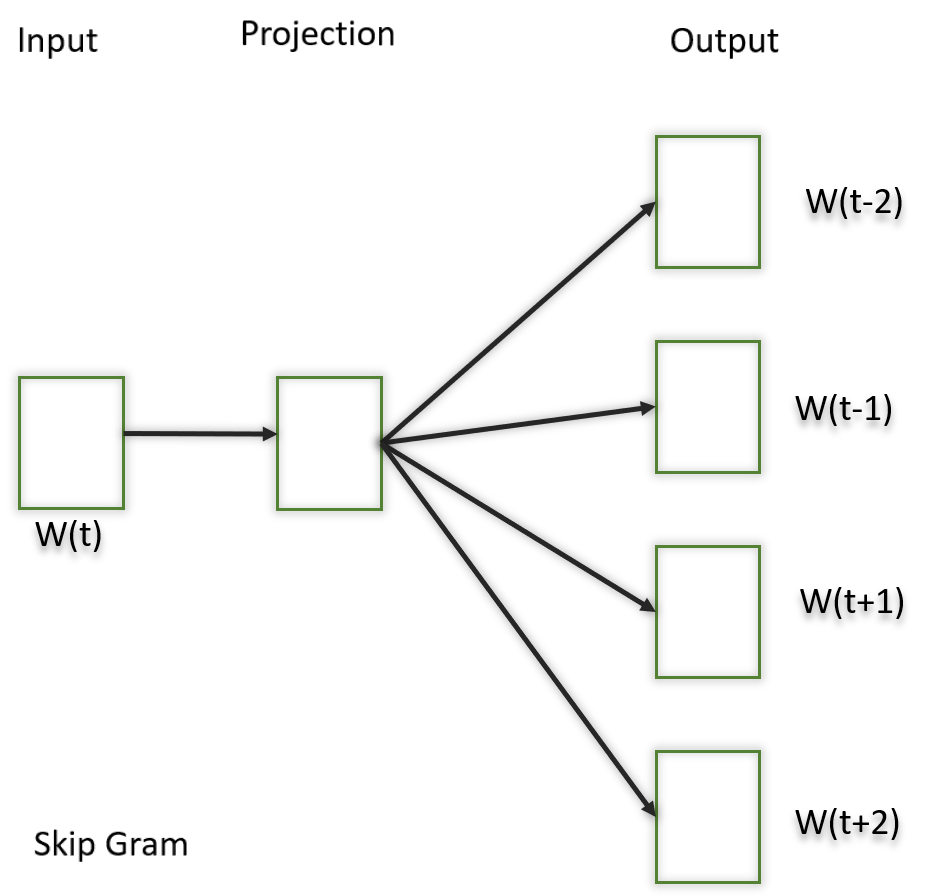 Input
Projection
Output
W(t-2)
W(t-1)
W(t)
W(t+1)
W(t+2)
Skip Gram